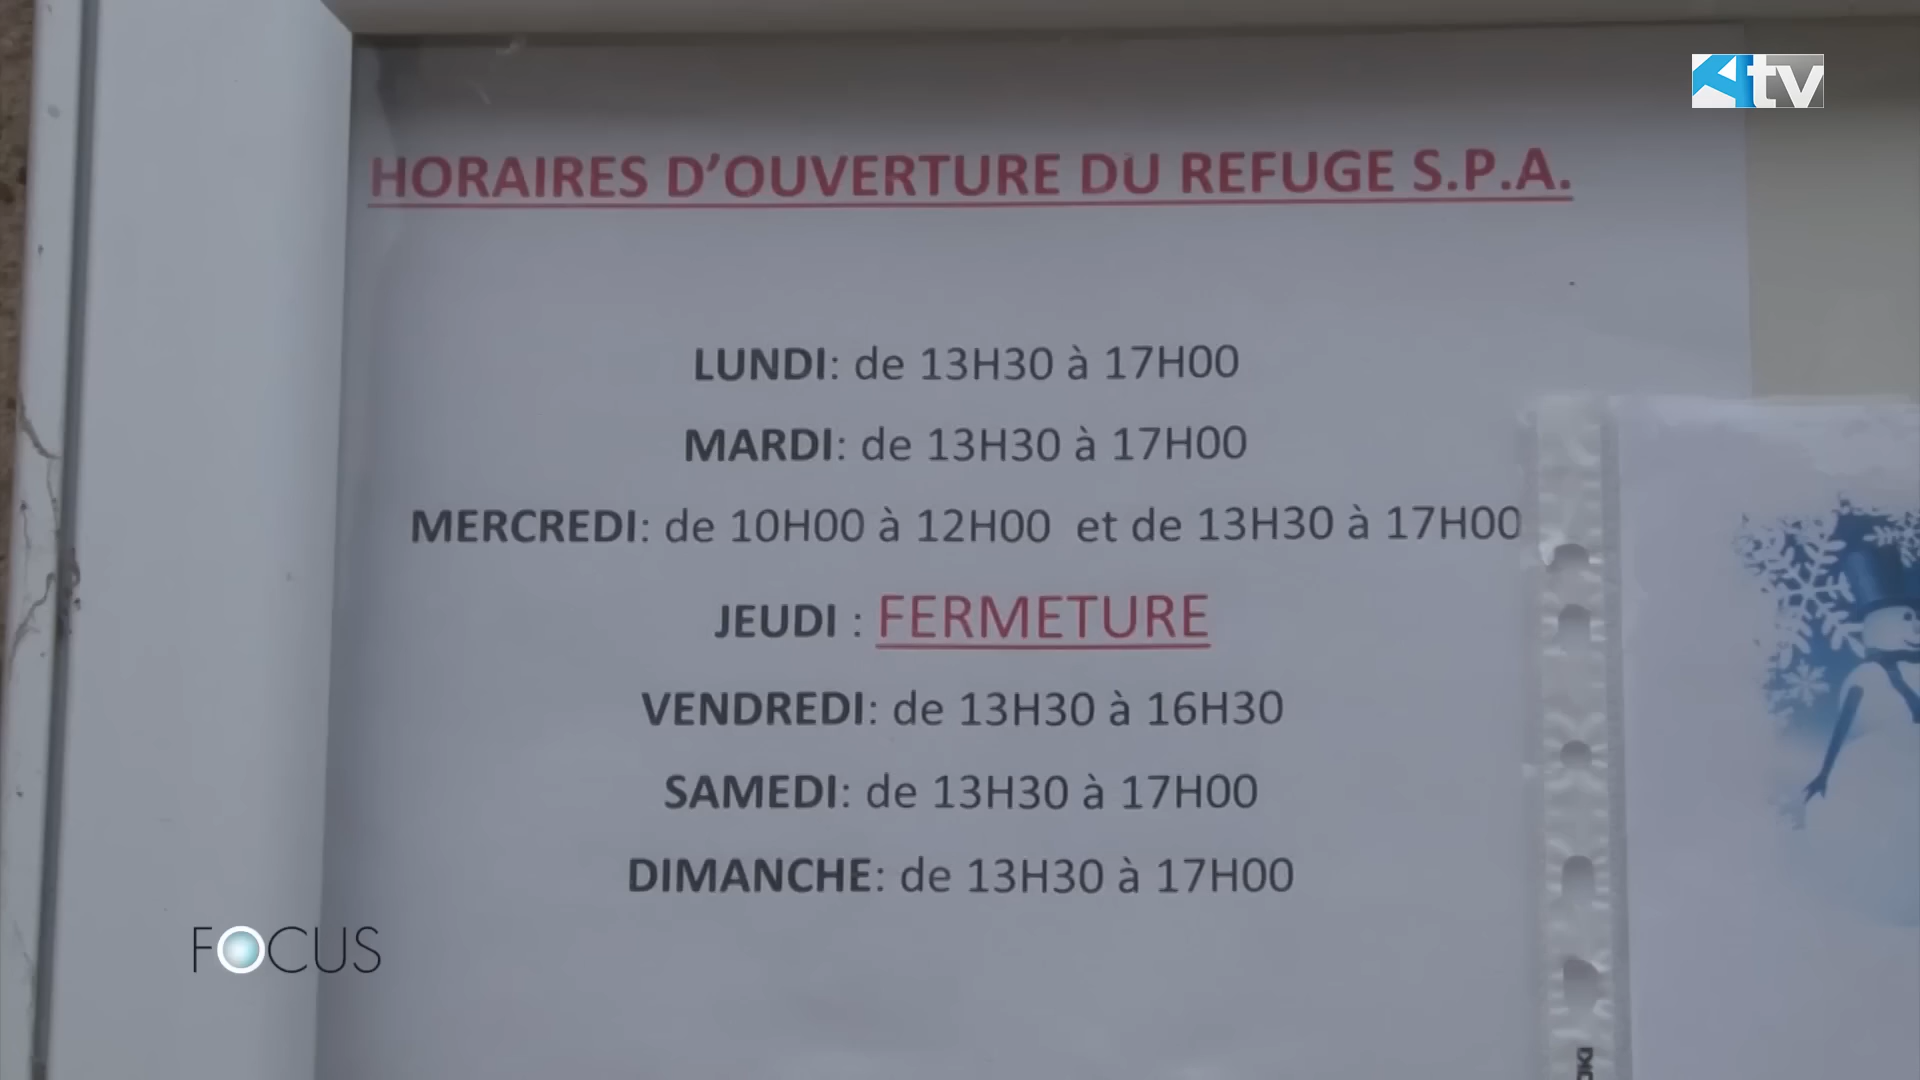 tv
HORAIRES D'OUVERTURE DU REFUGE S.P.A.
LUNDI: de 13H30 à 17H00
MARDI: de 13H30 à 17H00
MERCREDI: de 10H00 à 12H00 et de 13H30 à 17H00
JEUDI : FERMETURE
VENDREDI: de 13H30 à 16H30
SAMEDI: de 13H30 à 17H00
DIMANCHE: de 13H30 à 17H00
FOCUS